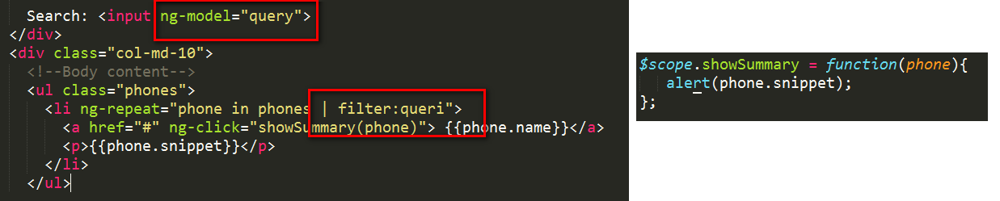 Search: <input ng-model="query">
</div>
<div class="col-md-10">
<!--Body content-->
<ul class="phones">
<li ng-repeat="phone in phones | filter:queri">
<a href="#" ng-click="showSummary(phone)"> {{phone.name}}</a>
<p>{{phone.snippet}}</p>
</li>
</ul>
$scope.showSummary = function(phone){
alert(phone.snippet);
};